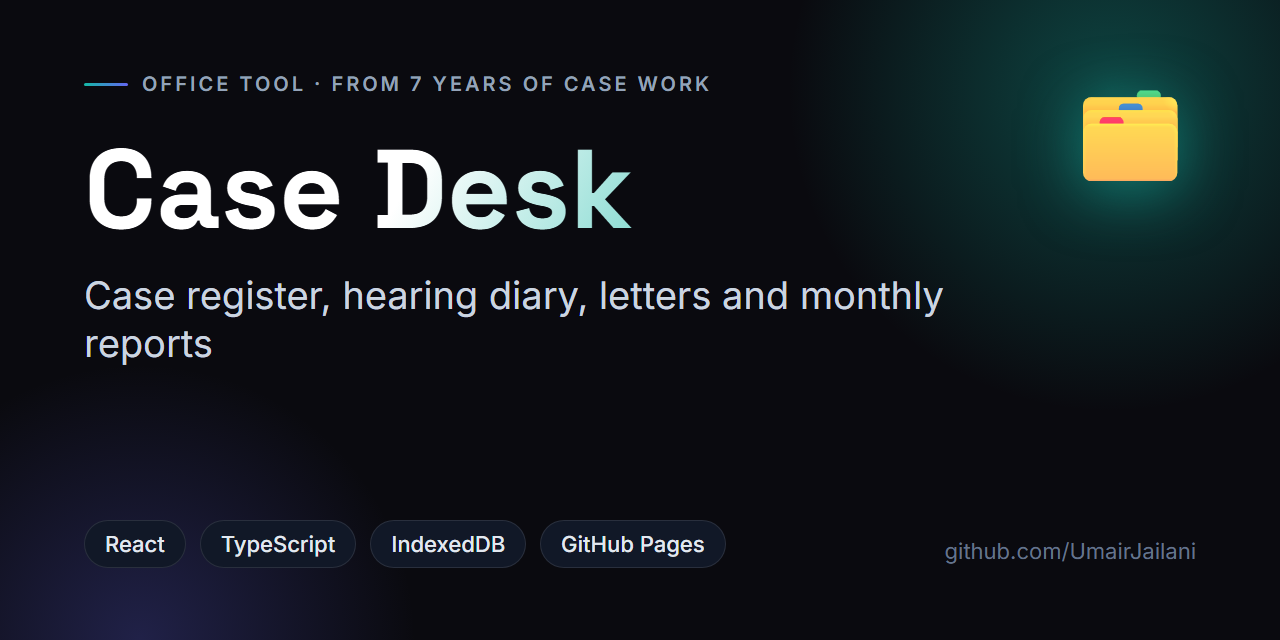 OFFICE TOOL · FROM 7 YEARS OF CASE WORK
Case Desk
Case register, hearing diary, letters and monthly
reports
React
TypeScript
IndexedDB
GitHub Pages
github.com/UmairJailani